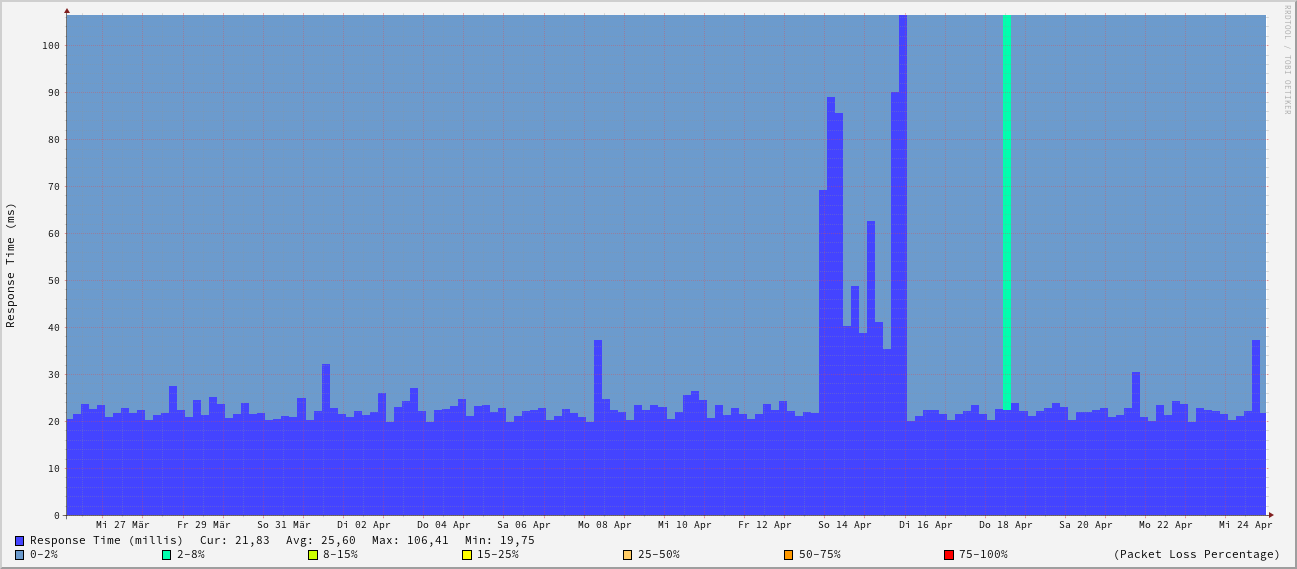 RRDTOOL / TOBI OETIKER
Response Time (ms)
100
90
80
70
60
50
40
30
20
10
0
Mi 27 Mär Fr 29 Mär So 31 Mär Di 02 Apr Do 04 Apr Sa 06 Apr Mo 08 Apr Mi 10 Apr Fr 12 Apr So 14 Apr Di 16 Apr Do 18 Apr Sa 20 Apr Mo 22 Apr Mi 24 Apr
Response Time (millis) Cur: 21,83 Avg: 25,60 Max: 106,41 Min: 19,75
0-2% 2-8% 8-15% 15-25% 25-50% 50-75% 75-100% (Packet Loss Percentage)